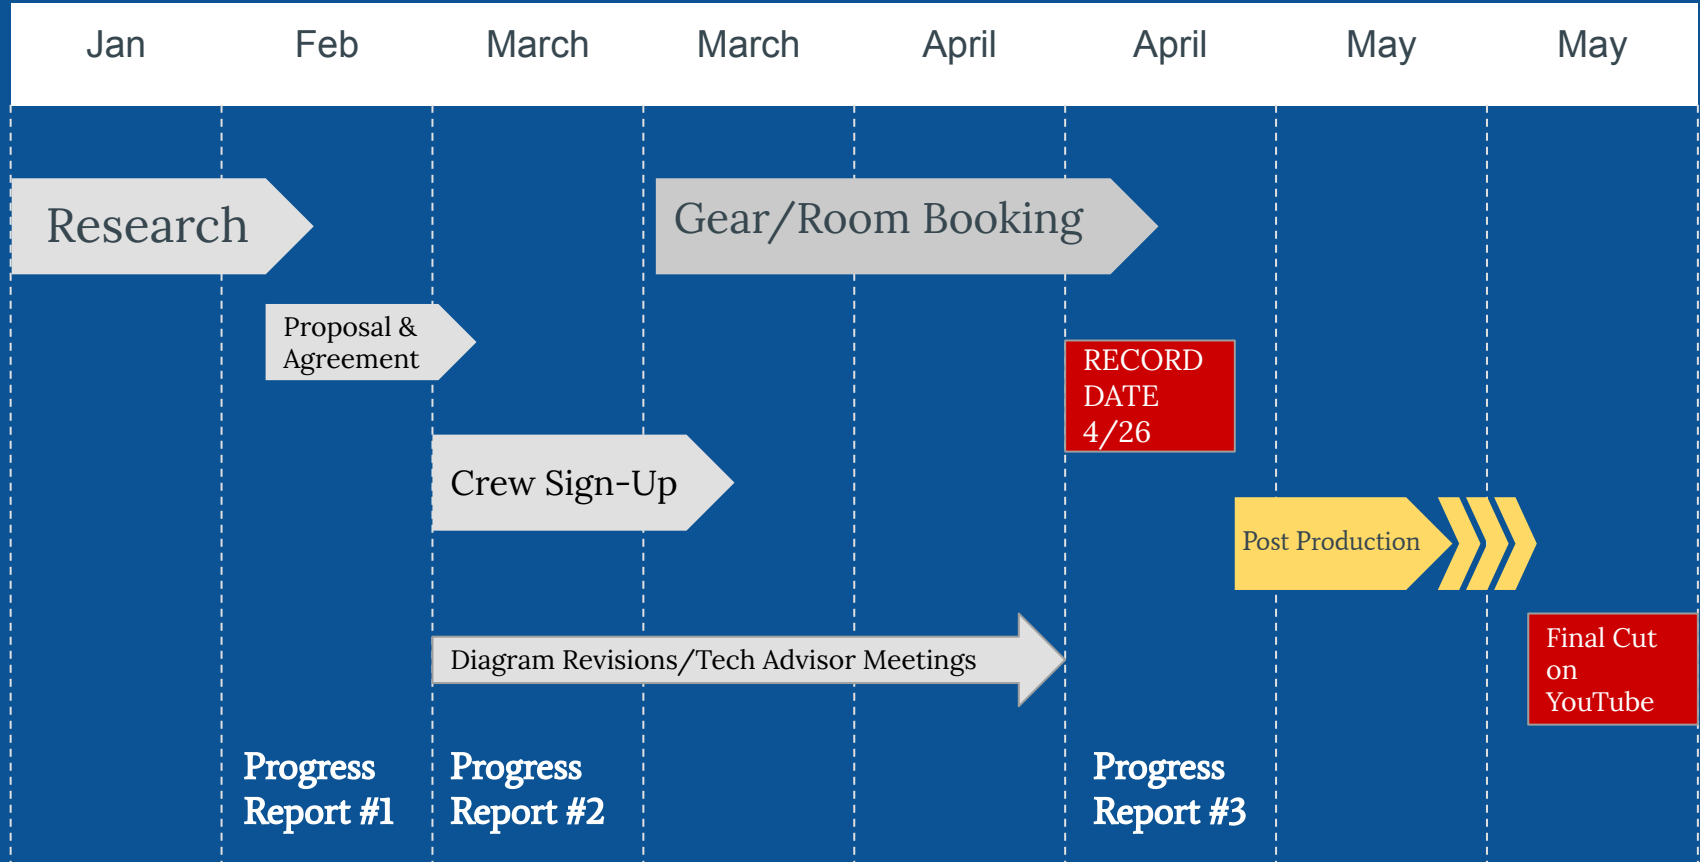 Jan Feb March March April April May May
Research
Gear/Room Booking
Proposal &
Agreement
RECORD
DATE
4/26
Crew Sign-Up
Post Production
Diagram Revisions/Tech Advisor Meetings
Final Cut
on
YouTube
Progress
Report #1
Progress
Report #2
Progress
Report #3